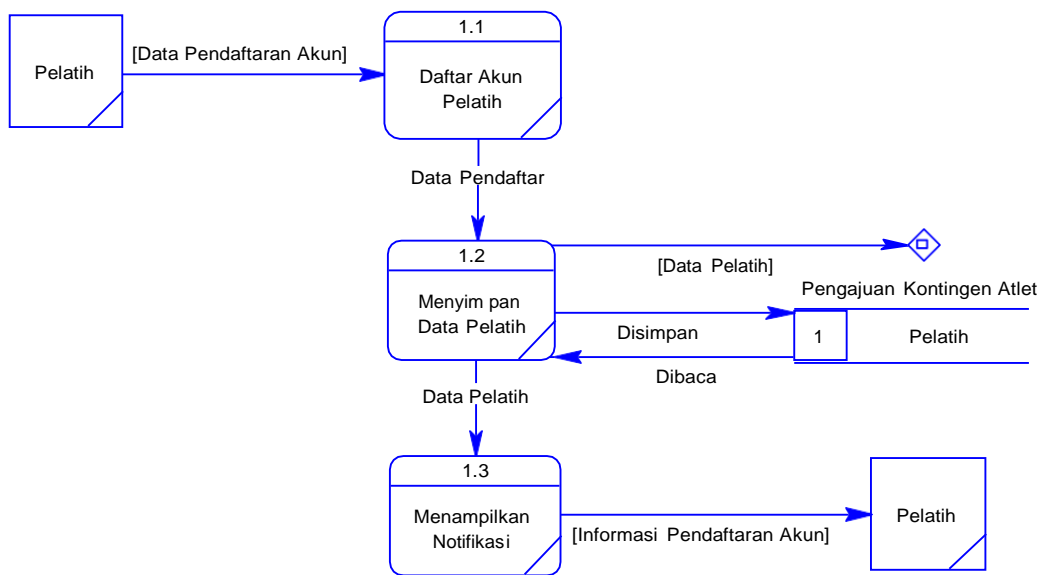 1.1
[Data Pendaftaran Akun]
Pelatih
Daftar Akun
Pelatih
Data Pendaftar
1.2
[Data Pelatih]
Pengajuan Kontingen Atlet
Menyim pan
Data Pelatih
Disimpan
1
Pelatih
Dibaca
Data Pelatih
1.3
Menampilkan
Notifikasi
[Informasi Pendaftaran Akun]
Pelatih